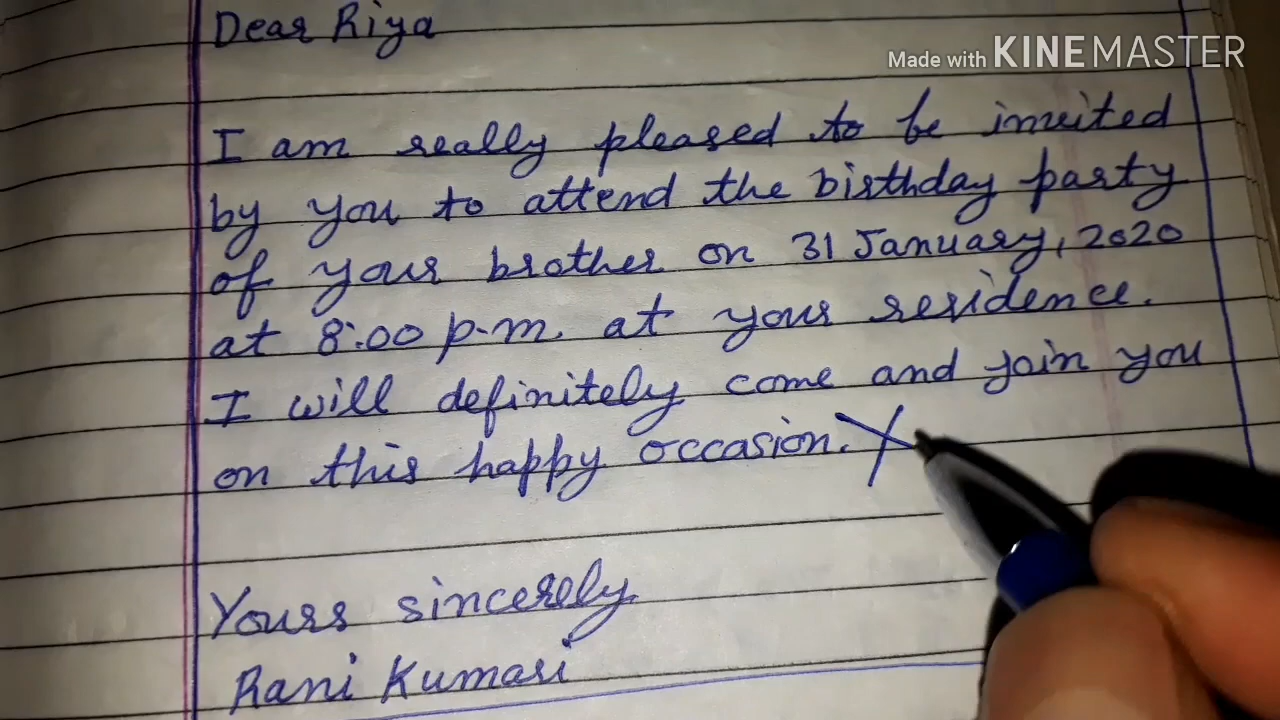 Dear Riya
Made with KINEMASTER
I am really pleased to be invited
by you to attend the birthday party
of your brother on 31 January, 2020
at 8:00 p.m. at your residence.
I will definitely come and join you
on this happy occasion. Y
Yours sincerely
Rani Kumari